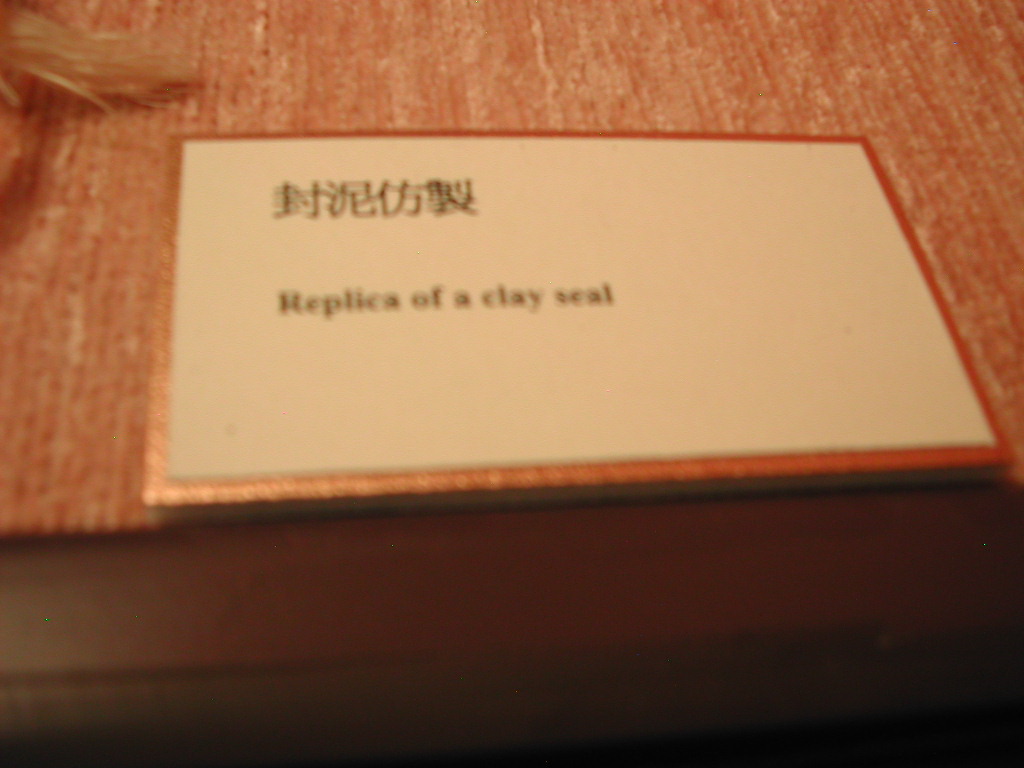 封泥仿製
Replica of a clay seal